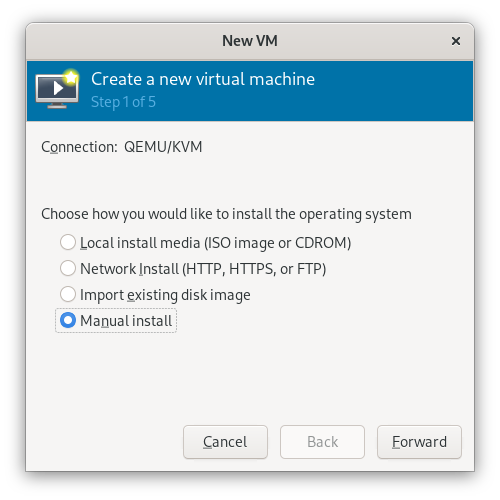 New VM
Create a new virtual machine
Step 1 of 5
Connection: QEMU/KVM
Choose how you would like to install the operating system
Local install media (ISO image or CDROM)
Network Install (HTTP, HTTPS, or FTP)
Import existing disk image
Manual install
Cancel Back Forward